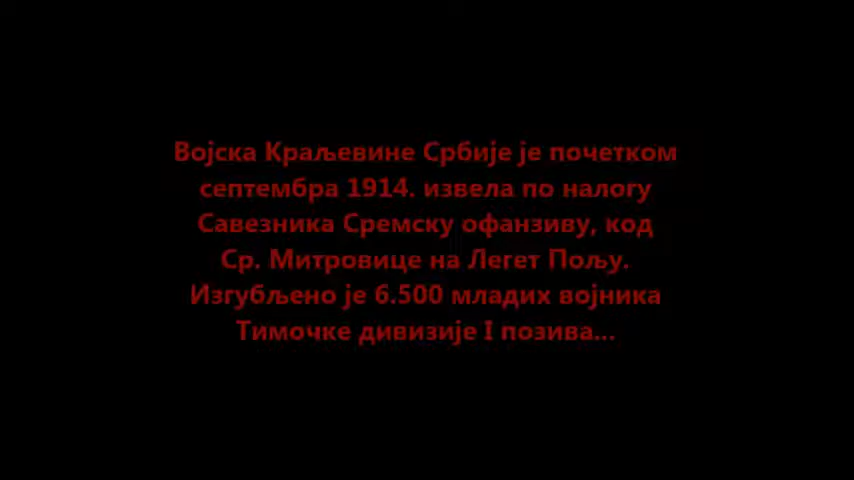 Војска Краљевине Србије је почетком
септембра 1914. извела по налогу
Савезника Сремску офанзиву, код
Ср. Митровице на Легет Пољу.
Изгубљено је 6.500 младих војника
Тимочке дивизије I позива...